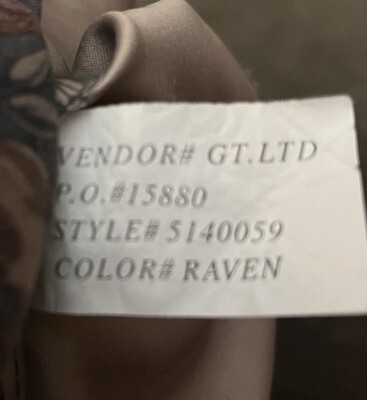 VENDOR# GT.LTD
P.O.#15880
STYLE# 5140059
COLOR# RAVEN